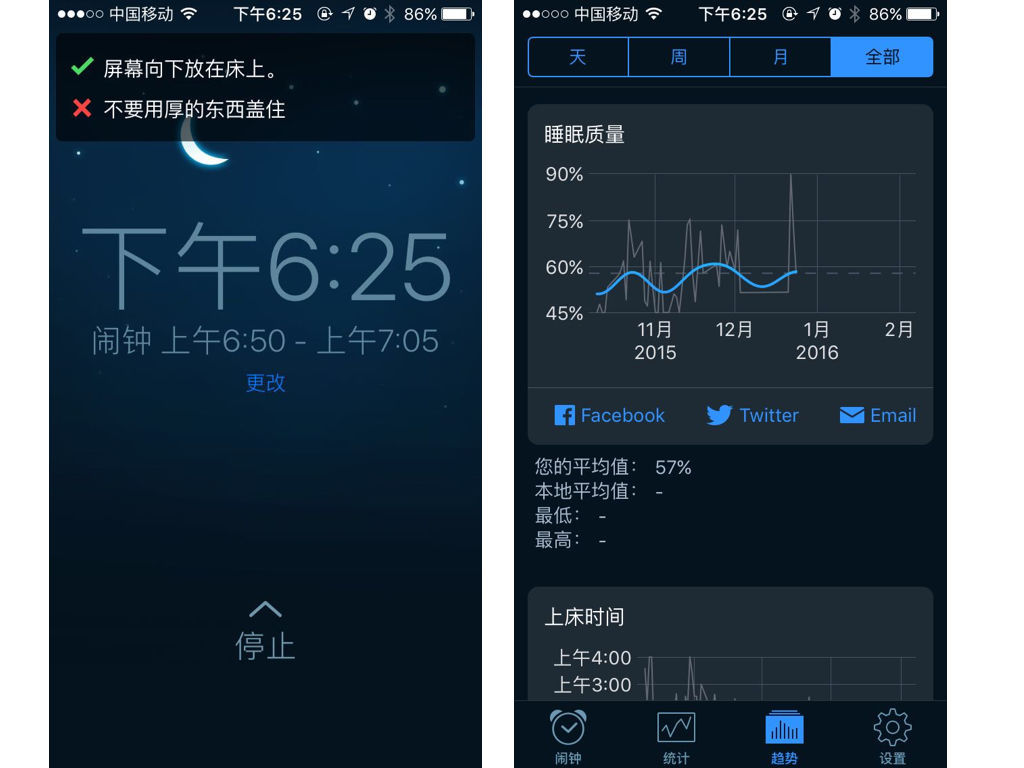 中国移动 下午6:25 86%
屏幕向下放在床上。
不要用厚的东西盖住
下午6:25
闹钟 上午6:50 - 上午7:05
更改
停止
中国移动 下午6:25 86%
天 周 月 全部
睡眠质量
90%
75%
60%
45%
11月 12月 1月 2月
2015 2016
Facebook Twitter Email
您的平均值： 57%
本地平均值： -
最低： -
最高： -
上床时间
上午4:00
上午3:00
闹钟 统计 趋势 设置